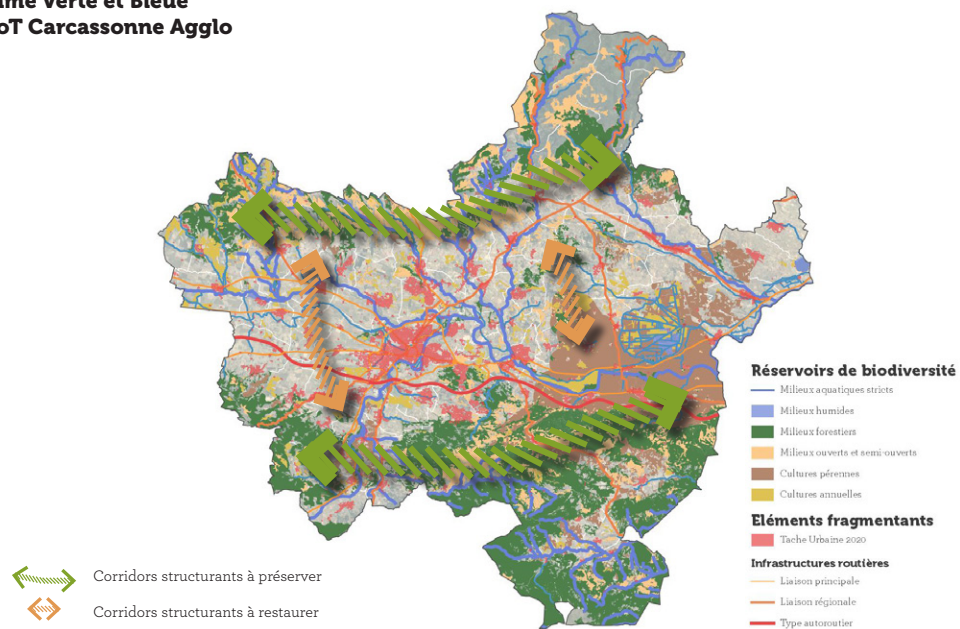 oT Carcassonne Agglo
Réservoirs de biodiversité
Milieux aquatiques stricts
Milieux humides
Milieux forestiers
Milieux ouverts et semi-ouverts
Cultures pérennes
Cultures annuelles
Eléments fragmentants
Tache Urbaine 2020
Infrastructures routières
Liaison principale
Liaison régionale
Type autoroutier
Corridors structurants à préserver
Corridors structurants à restaurer